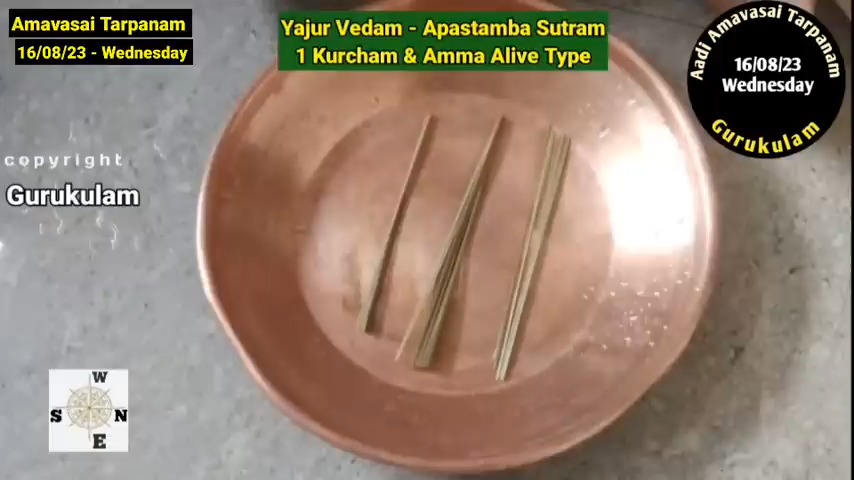 Amavasai Tarpanam
16/08/23 - Wednesday
Yajur Vedam - Apastamba Sutram
1 Kurcham & Amma Alive Type
Aadi Amavasai Tarpanam
16/08/23
Wednesday
Gurukulam
copyright
Gurukulam
W
S N
E